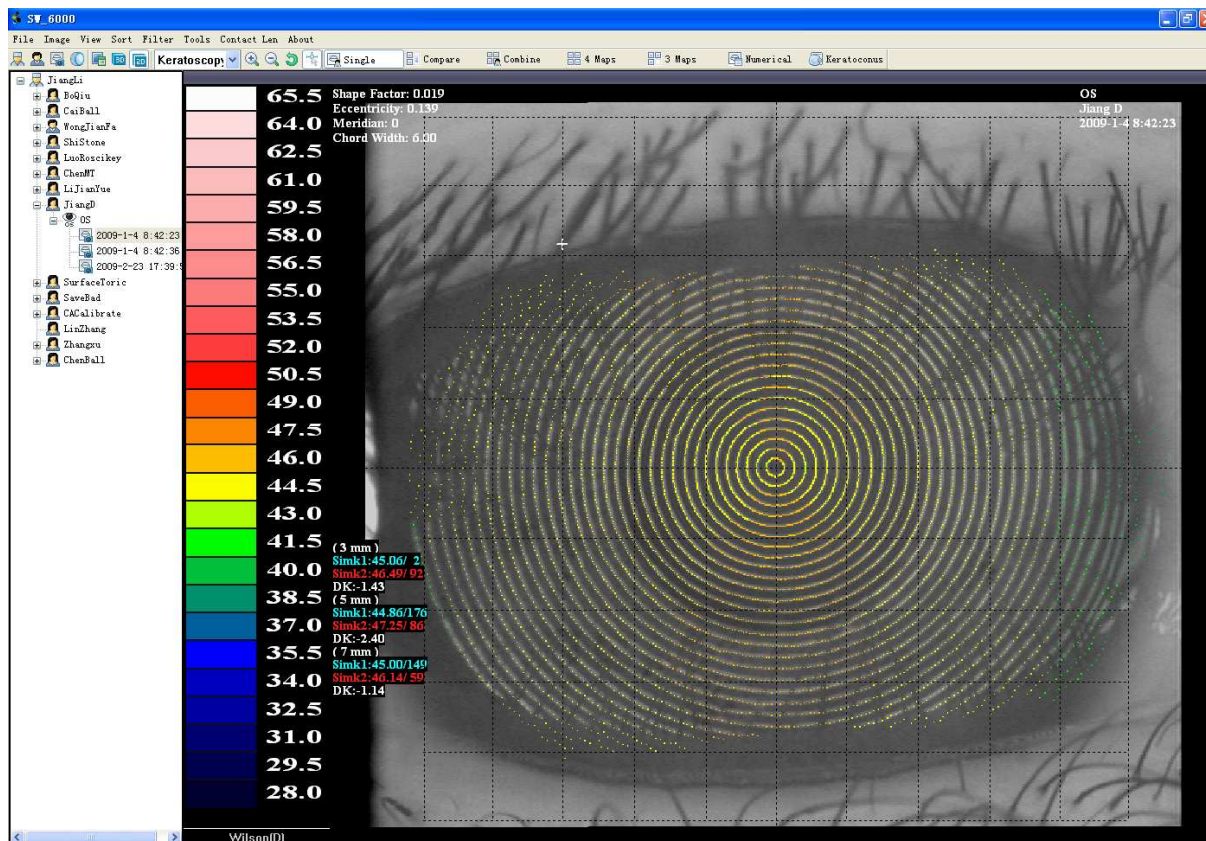 SW_6000
File Image View Sort Filter Tools Contact Len About
Keratoscopy Single Compare Combine 4 Maps 3 Maps Numerical Keratoconus
JiangLi
BoQiu
CaiBall
WongJianFa
ShiStone
LuoRoscikey
ChenMT
LiJianYue
JiangD
OS
2009-1-4 8:42:23
2009-1-4 8:42:36
2009-2-23 17:39:
SurfaceToric
SaveBad
CACalibrate
LinZhang
Zhangxu
ChenBall
65.5
64.0
62.5
61.0
59.5
58.0
56.5
55.0
53.5
52.0
50.5
49.0
47.5
46.0
44.5
43.0
41.5
40.0
38.5
37.0
35.5
34.0
32.5
31.0
29.5
28.0
Wilson(D)
Shape Factor: 0.019
Eccentricity: 0.139
Meridian: 0
Chord Width: 6.00
OS
Jiang D
2009-1-4 8:42:23
(3 mm)
Simk1:45.06/ 2
Simk2:46.49/ 92
DK:-1.43
(5 mm)
Simk1:44.86/176
Simk2:47.25/ 86
DK:-2.40
(7 mm)
Simk1:45.00/149
Simk2:46.14/ 59
DK:-1.14